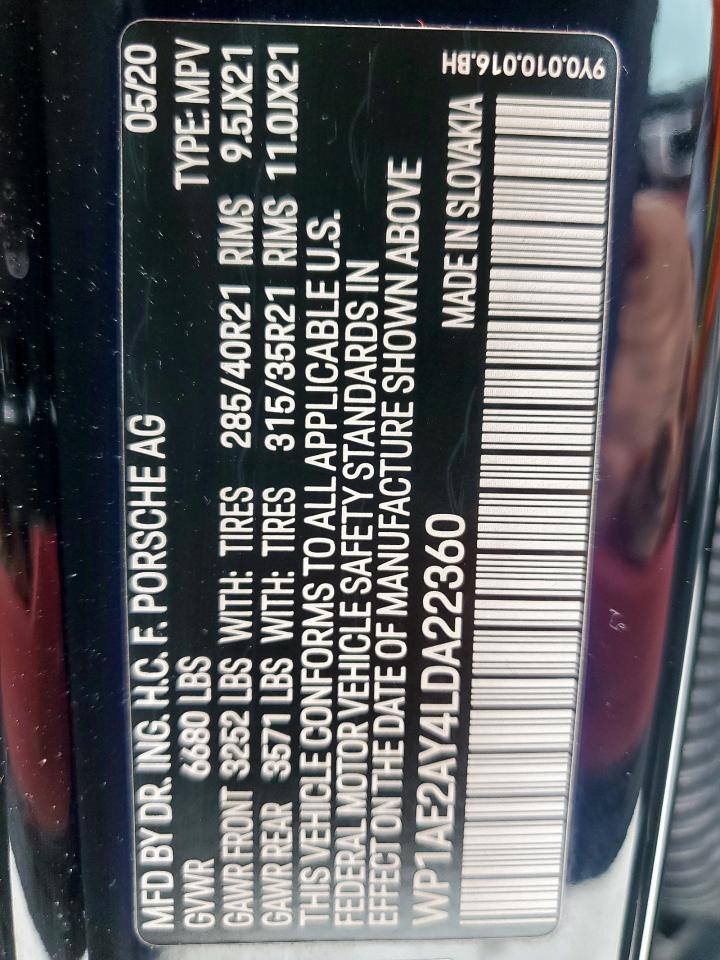 MFD BY DR. ING. H.C. F. PORSCHE AG 05/20
GVWR 6680 LBS TYPE: MPV
GAWR FRONT 3252 LBS WITH: TIRES 285/40R21 RIMS 9.5JX21
GAWR REAR 3571 LBS WITH: TIRES 315/35R21 RIMS 11.0JX21
THIS VEHICLE CONFORMS TO ALL APPLICABLE U.S.
FEDERAL MOTOR VEHICLE SAFETY STANDARDS IN
EFFECT ON THE DATE OF MANUFACTURE SHOWN ABOVE
WP1AE2AY4LDA22360 MADE IN SLOVAKIA
9Y0.010.016.BH